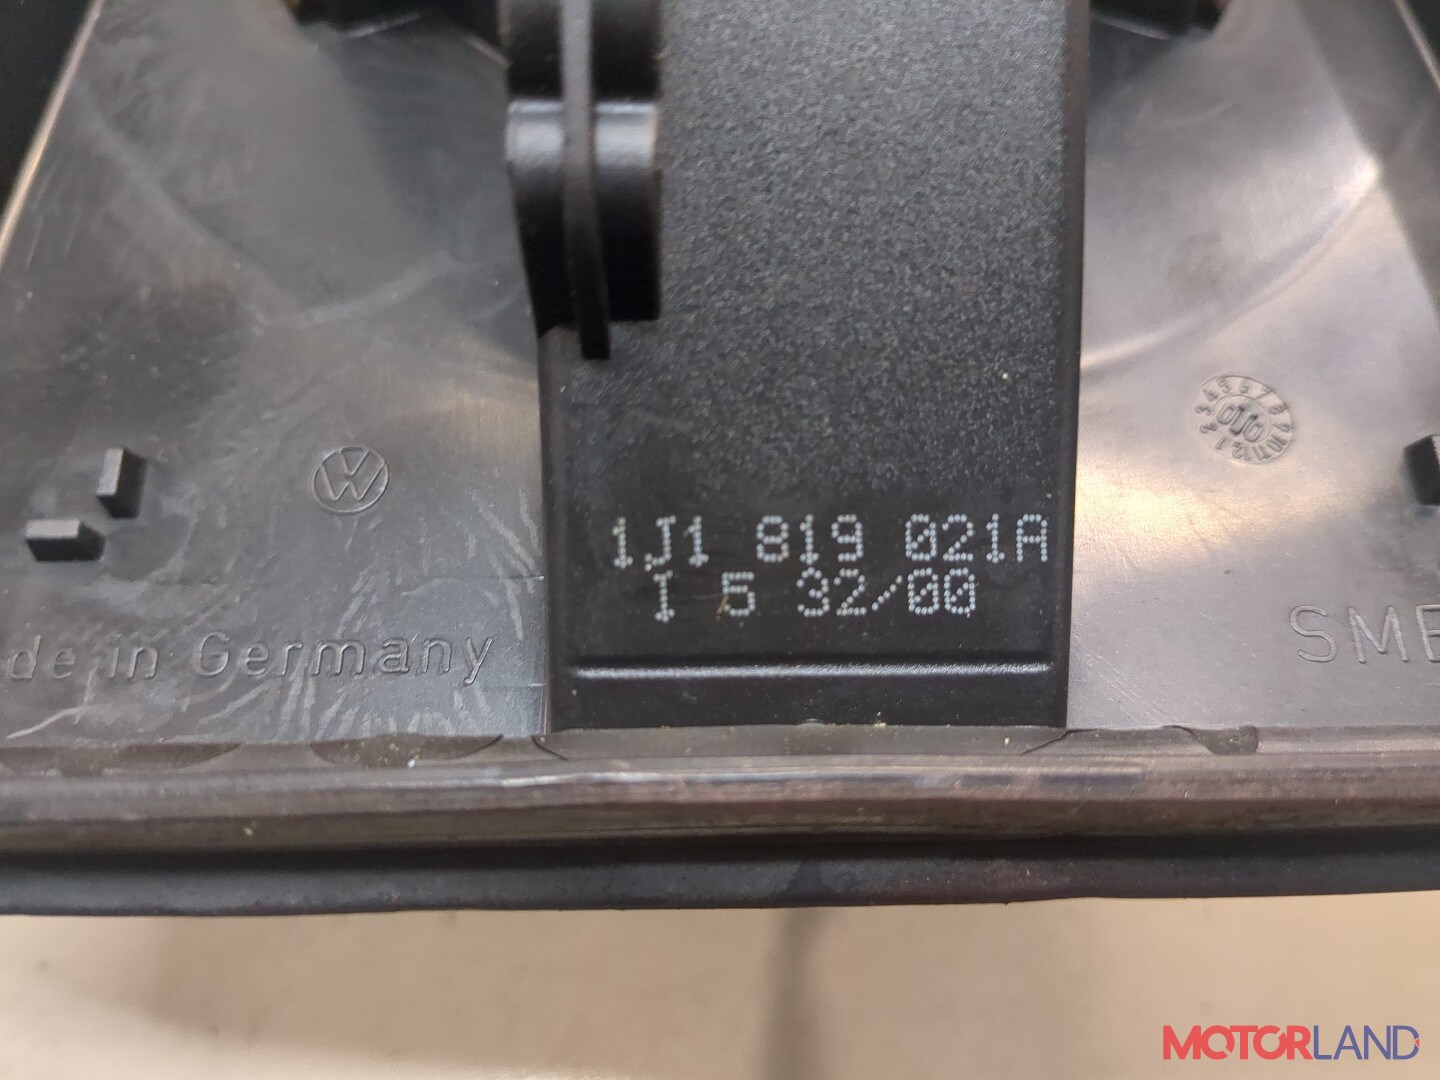 1J1 819 021A
I 5 32/00
de in Germany
SME
MOTORLAND